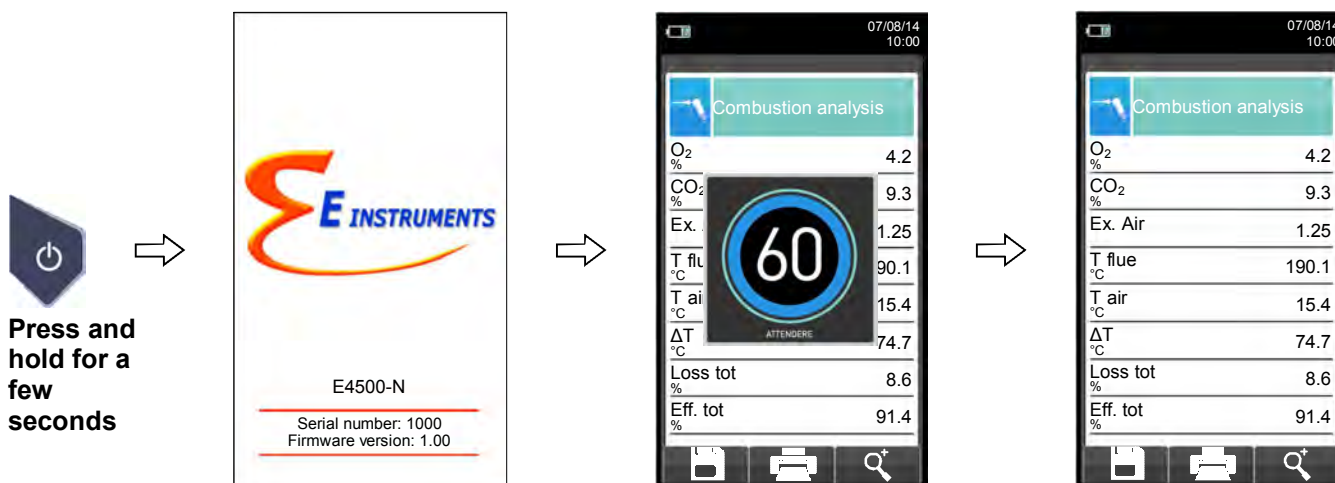 Press and
hold for a
few
seconds
E INSTRUMENTS
E4500-N
Serial number: 1000
Firmware version: 1.00
07/08/14
10:00
Combustion analysis
O2
%
4.2
CO2
%
9.3
Ex.
1.25
T flu
°C
90.1
T ai
°C
15.4
ΔT
°C
74.7
Loss tot
%
8.6
Eff. tot
%
91.4
60
ATTENDERE
07/08/14
10:00
Combustion analysis
O2
%
4.2
CO2
%
9.3
Ex. Air
1.25
T flue
°C
190.1
T air
°C
15.4
ΔT
°C
74.7
Loss tot
%
8.6
Eff. tot
%
91.4